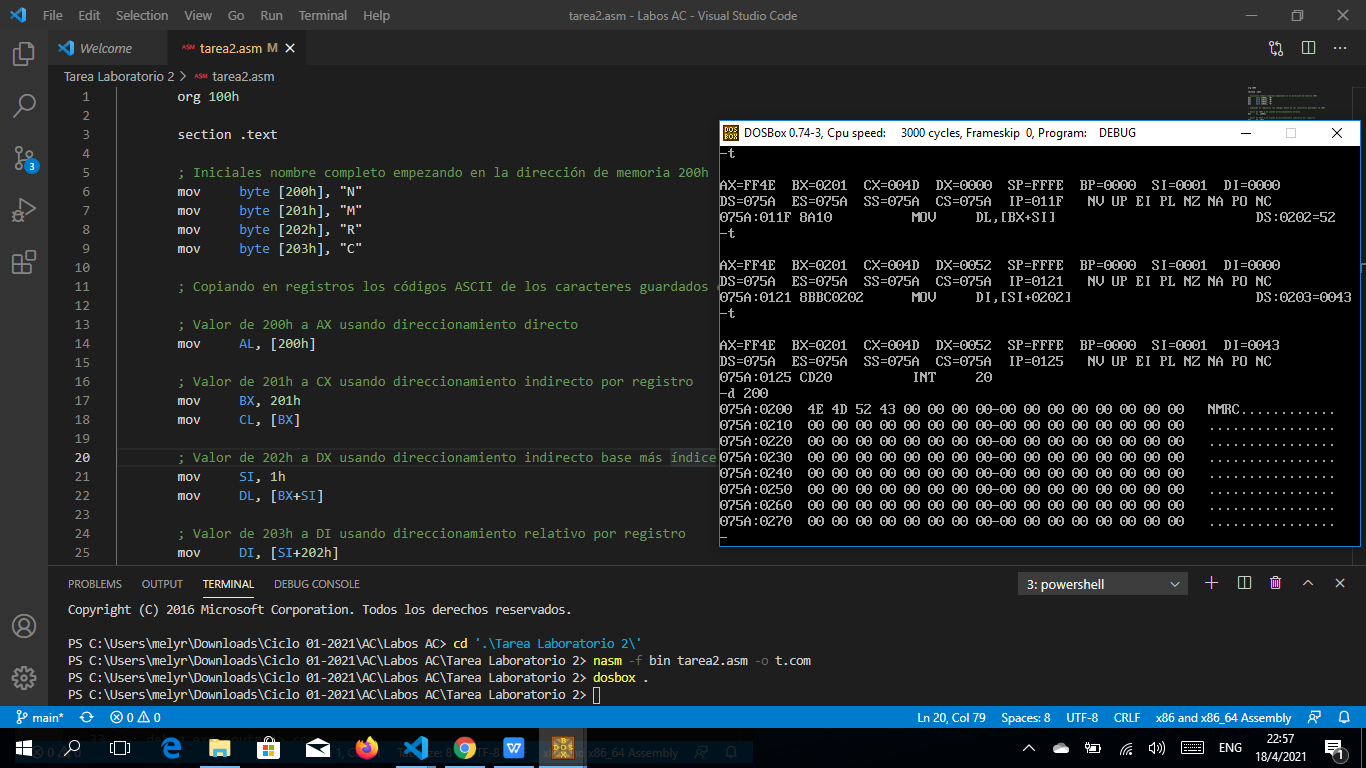 File Edit Selection View Go Run Terminal Help tarea2.asm - Labos AC - Visual Studio Code
Welcome ASM tarea2.asm M
Tarea Laboratorio 2 > ASM tarea2.asm
1 org 100h
2
3 section .text
4
5 ; Iniciales nombre completo empezando en la dirección de memoria 200h
6 mov byte [200h], "N"
7 mov byte [201h], "M"
8 mov byte [202h], "R"
9 mov byte [203h], "C"
10
11 ; Copiando en registros los códigos ASCII de los caracteres guardados
12
13 ; Valor de 200h a AX usando direccionamiento directo
14 mov AL, [200h]
15
16 ; Valor de 201h a CX usando direccionamiento indirecto por registro
17 mov BX, 201h
18 mov CL, [BX]
19
20 ; Valor de 202h a DX usando direccionamiento indirecto base más índice
21 mov SI, 1h
22 mov DL, [BX+SI]
23
24 ; Valor de 203h a DI usando direccionamiento relativo por registro
25 mov DI, [SI+202h]
DOSBox 0.74-3, Cpu speed: 3000 cycles, Frameskip 0, Program: DEBUG
-t
AX=FF4E BX=0201 CX=004D DX=0000 SP=FFFE BP=0000 SI=0001 DI=0000
DS=075A ES=075A SS=075A CS=075A IP=011F NV UP EI PL NZ NA PO NC
075A:011F 8A10 MOV DL,[BX+SI] DS:0202=52
-t
AX=FF4E BX=0201 CX=004D DX=0052 SP=FFFE BP=0000 SI=0001 DI=0000
DS=075A ES=075A SS=075A CS=075A IP=0121 NV UP EI PL NZ NA PO NC
075A:0121 8BBC0202 MOV DI,[SI+0202] DS:0203=0043
-t
AX=FF4E BX=0201 CX=004D DX=0052 SP=FFFE BP=0000 SI=0001 DI=0043
DS=075A ES=075A SS=075A CS=075A IP=0125 NV UP EI PL NZ NA PO NC
075A:0125 CD20 INT 20
-d 200
075A:0200 4E 4D 52 43 00 00 00 00-00 00 00 00 00 00 00 00 NMRC............
075A:0210 00 00 00 00 00 00 00 00-00 00 00 00 00 00 00 00 ................
075A:0220 00 00 00 00 00 00 00 00-00 00 00 00 00 00 00 00 ................
075A:0230 00 00 00 00 00 00 00 00-00 00 00 00 00 00 00 00 ................
075A:0240 00 00 00 00 00 00 00 00-00 00 00 00 00 00 00 00 ................
075A:0250 00 00 00 00 00 00 00 00-00 00 00 00 00 00 00 00 ................
075A:0260 00 00 00 00 00 00 00 00-00 00 00 00 00 00 00 00 ................
075A:0270 00 00 00 00 00 00 00 00-00 00 00 00 00 00 00 00 ................
-
PROBLEMS OUTPUT TERMINAL DEBUG CONSOLE 3: powershell
Copyright (C) 2016 Microsoft Corporation. Todos los derechos reservados.
PS C:\Users\melyr\Downloads\Ciclo 01-2021\AC\Labos AC> cd '.\Tarea Laboratorio 2\'
PS C:\Users\melyr\Downloads\Ciclo 01-2021\AC\Labos AC\Tarea Laboratorio 2> nasm -f bin tarea2.asm -o t.com
PS C:\Users\melyr\Downloads\Ciclo 01-2021\AC\Labos AC\Tarea Laboratorio 2> dosbox .
PS C:\Users\melyr\Downloads\Ciclo 01-2021\AC\Labos AC\Tarea Laboratorio 2>
3
main* 0 0 Ln 20, Col 79 Spaces: 8 UTF-8 CRLF x86 and x86_64 Assembly
ENG 22:57
18/4/2021 1